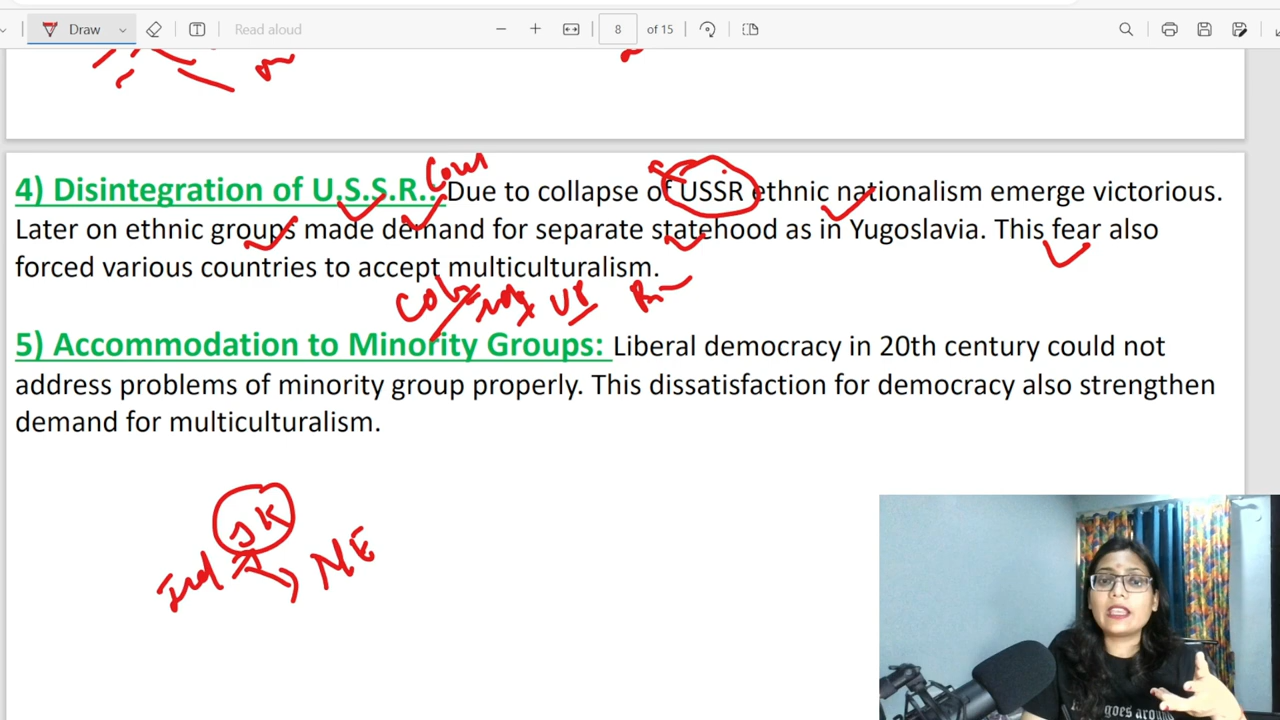 Draw
Read aloud
8 of 15
4) Disintegration of U.S.S.R.: Due to collapse of USSR ethnic nationalism emerge victorious.
Later on ethnic groups made demand for separate statehood as in Yugoslavia. This fear also
forced various countries to accept multiculturalism.
5) Accommodation to Minority Groups: Liberal democracy in 20th century could not
address problems of minority group properly. This dissatisfaction for democracy also strengthen
demand for multiculturalism.
JK
Ind
NE
goes around